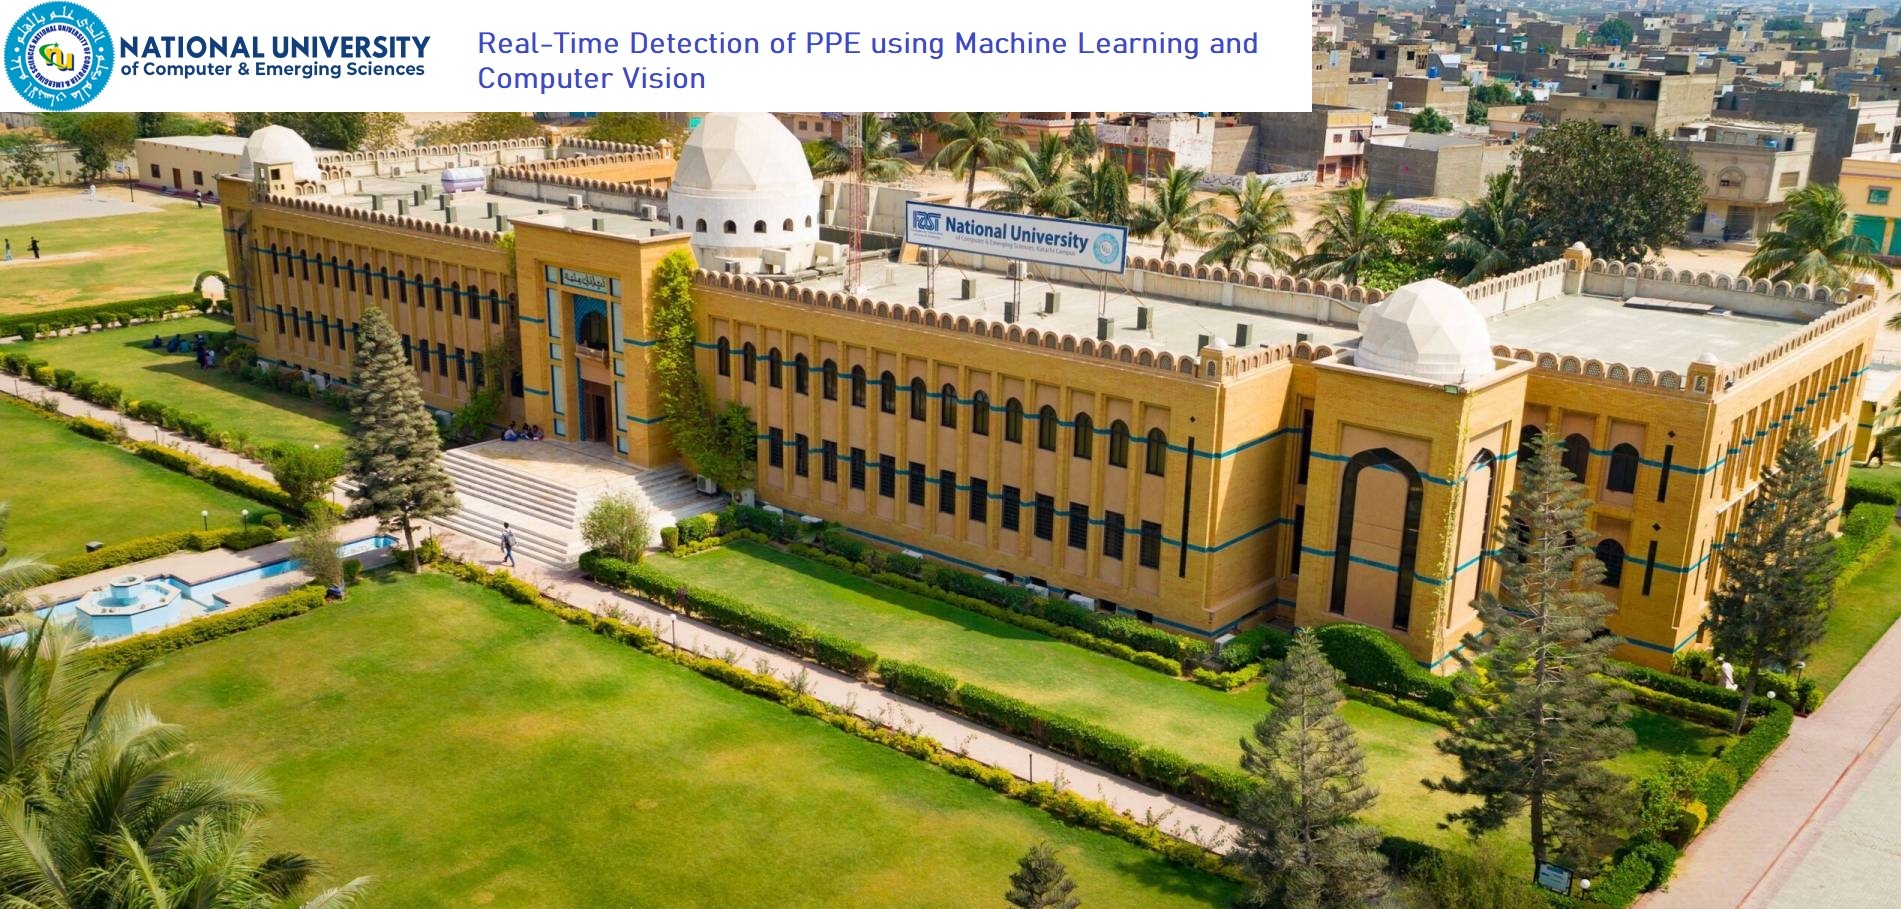 NATIONAL UNIVERSITY
of Computer & Emerging Sciences
Real-Time Detection of PPE using Machine Learning and
Computer Vision
FAST National University
of Computer & Emerging Sciences, Karachi Campus